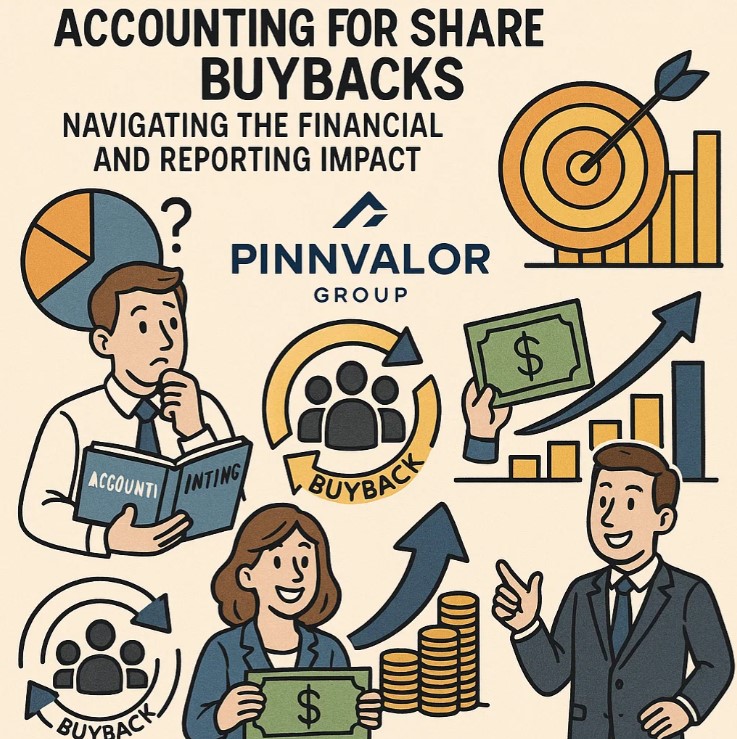 ACCOUNTING FOR SHARE
BUYBACKS
NAVIGATING THE FINANCIAL
AND REPORTING IMPACT
?
PINNVALOR
GROUP
$
BUYBACK
ACCOUNTI INTING
BUYBACK
$